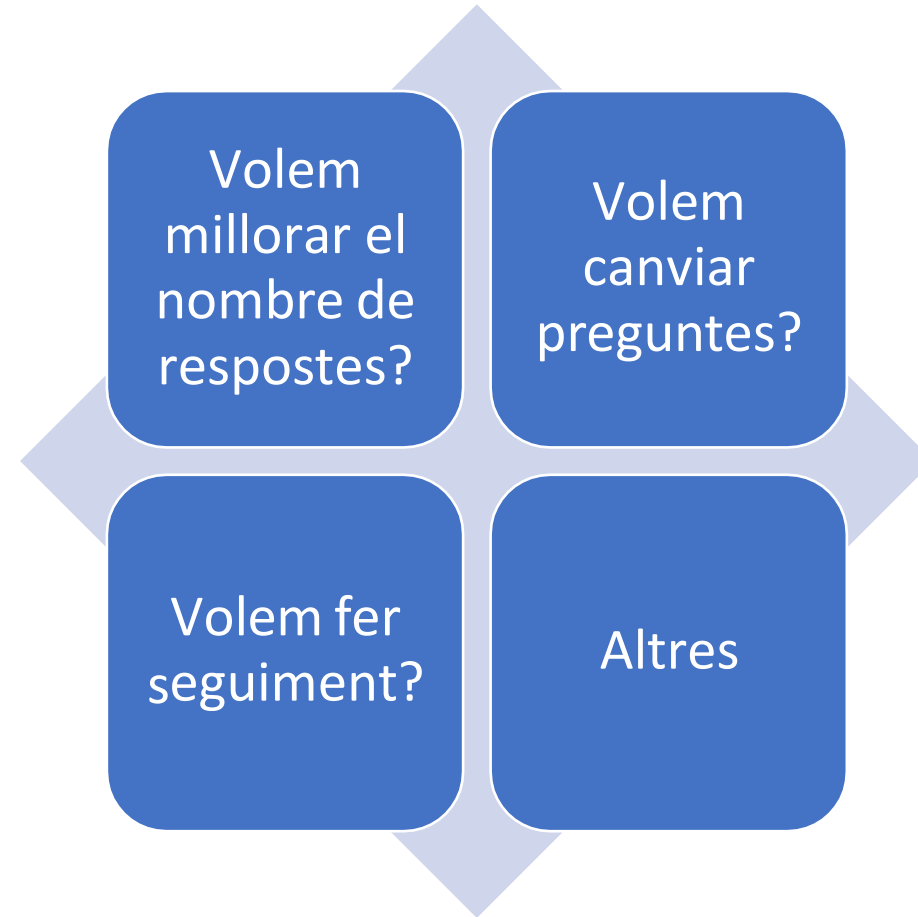 Volem
millorar el
nombre de
respostes?
Volem
canviar
preguntes?
Volem fer
seguiment?
Altres